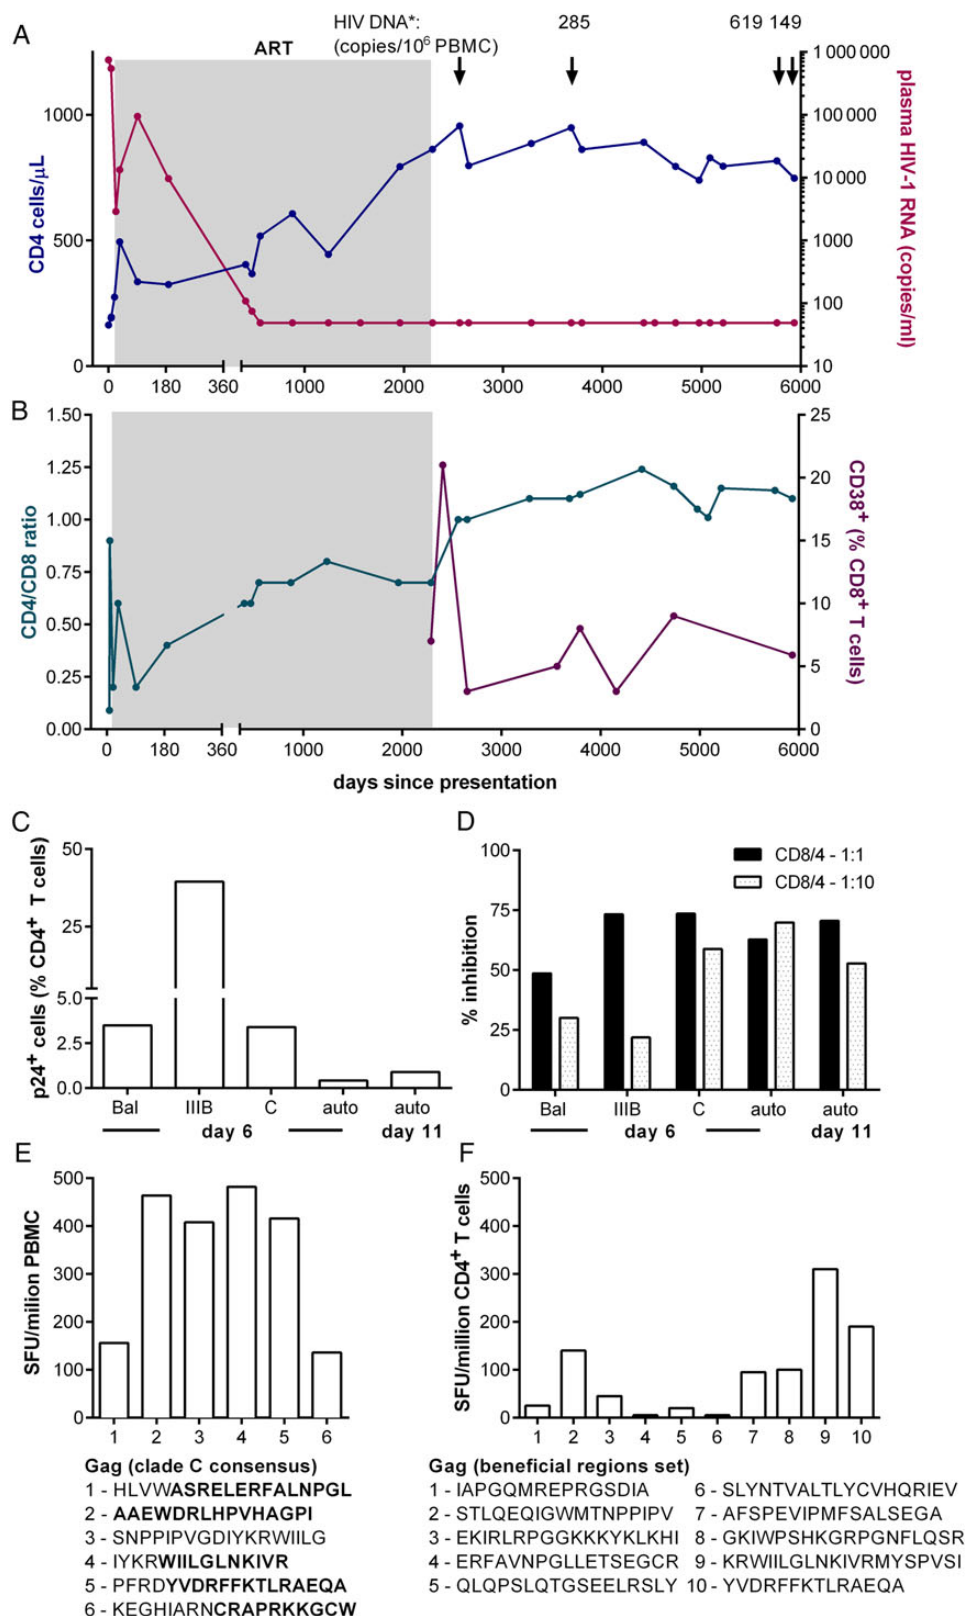 A
HIV DNA*:
(copies/10⁶ PBMC)
285
619 149
ART
CD4 cells/µL
1000
500
0
1 000 000
100 000
10 000
1000
100
10
plasma HIV-1 RNA (copies/ml)
0 180 360 1000 2000 3000 4000 5000 6000
B
CD4/CD8 ratio
1.50
1.25
1.00
0.75
0.50
0.25
0.00
25
20
15
10
5
0
CD38⁺ (% CD8⁺ T cells)
0 180 360 1000 2000 3000 4000 5000 6000
days since presentation
C
p24⁺ cells (% CD4⁺ T cells)
50
25
5.0
2.5
0.0
Bal IIIB C auto auto
day 6 day 11
D
% inhibition
100
75
50
25
0
CD8/4 - 1:1
CD8/4 - 1:10
Bal IIIB C auto auto
day 6 day 11
E
SFU/milion PBMC
500
400
300
200
100
0
1 2 3 4 5 6
Gag (clade C consensus)
1 - HLVWASRELERFALNPGL
2 - AAEWDRLHPVHAGPI
3 - SNPPIPVGDIYKRWIILG
4 - IYKRWIILGLNKIVR
5 - PFRDYVDRFFKTLRAEQA
6 - KEGHIARNCRAPRKKGCW
F
SFU/million CD4⁺ T cells
500
400
300
200
100
0
1 2 3 4 5 6 7 8 9 10
Gag (beneficial regions set)
1 - IAPGQMREPRGSDIA
2 - STLQEQIGWMTNPPIPV
3 - EKIRLRPGGKKKYKLKHI
4 - ERFAVNPGLLETSEGCR
5 - QLQPSLQTGSEELRSLY
6 - SLYNTVALTLYCVHQRIEV
7 - AFSPEVIPMFSALSEGA
8 - GKIWPSHKGRPGNFLQSR
9 - KRWIILGLNKIVRMYSPVSI
10 - YVDRFFKTLRAEQA